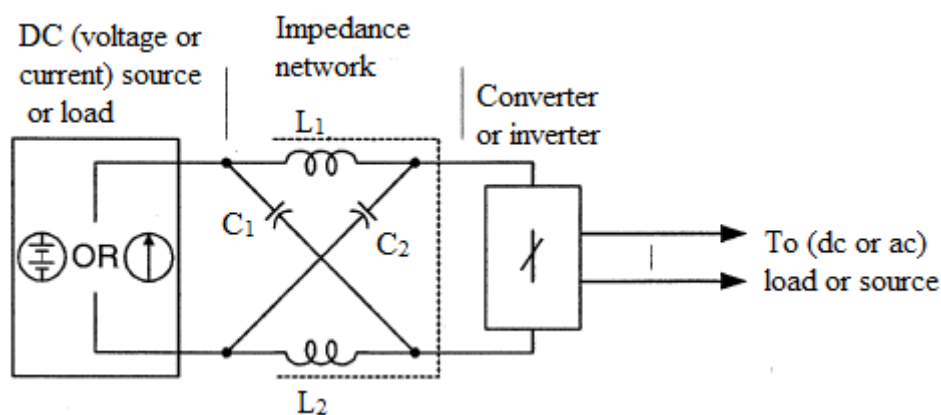 DC (voltage or
current) source
or load
Impedance
network
Converter
or inverter
L1
C1
C2
OR
L2
To (dc or ac)
load or source